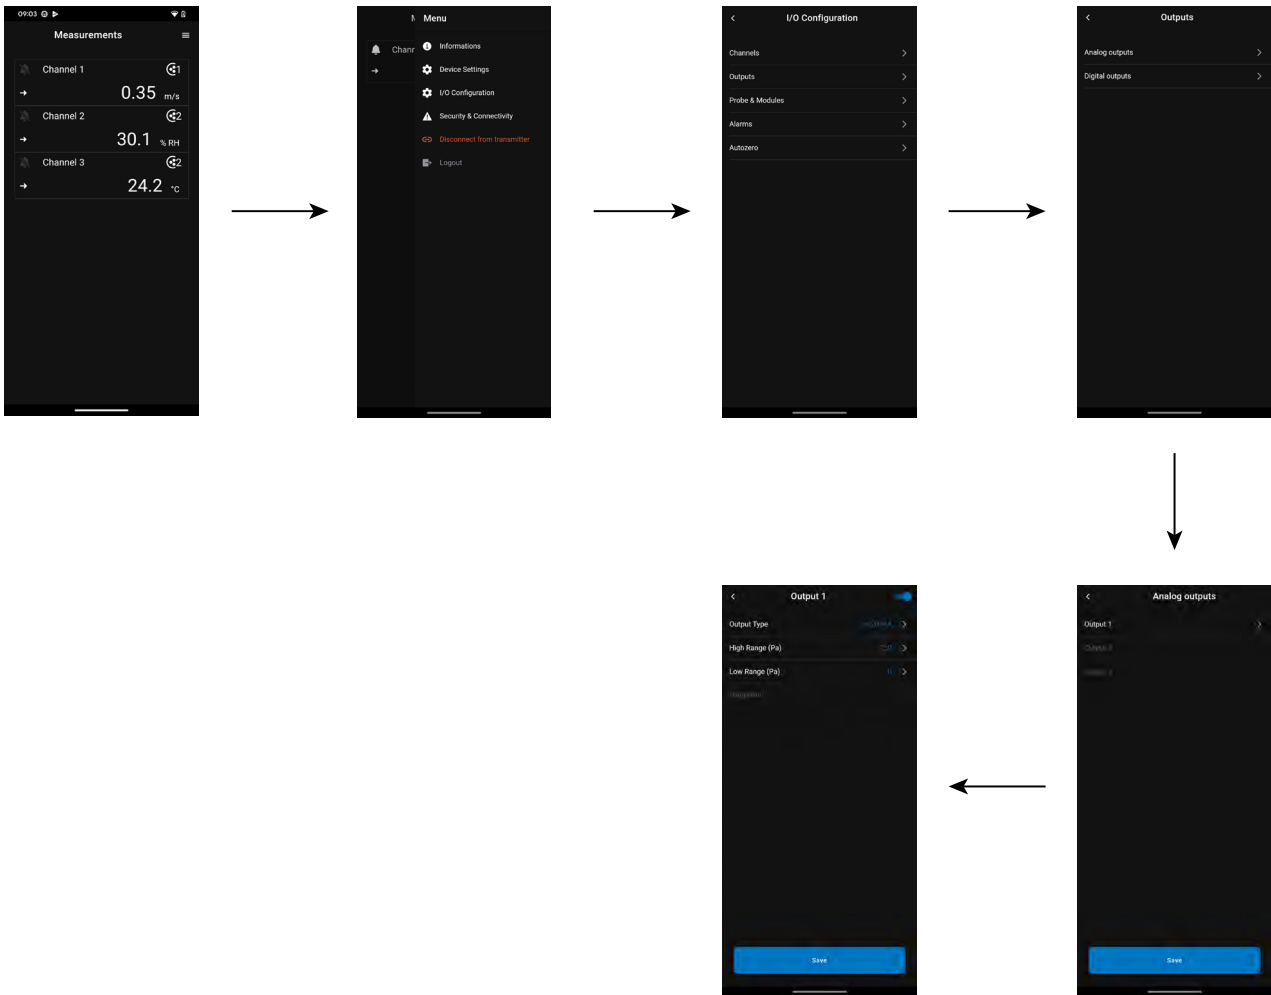 09:03
Measurements
Channel 1
1
0.35 m/s
Channel 2
2
30.1 % RH
Channel 3
2
24.2 °C
Menu
Chann
Informations
Device Settings
I/O Configuration
Security & Connectivity
Disconnect from transmitter
Logout
I/O Configuration
Channels
Outputs
Probe & Modules
Alarms
Autozero
Outputs
Analog outputs
Digital outputs
Output 1
Output Type
High Range (Pa)
Low Range (Pa)
Save
Analog outputs
Output 1
Save